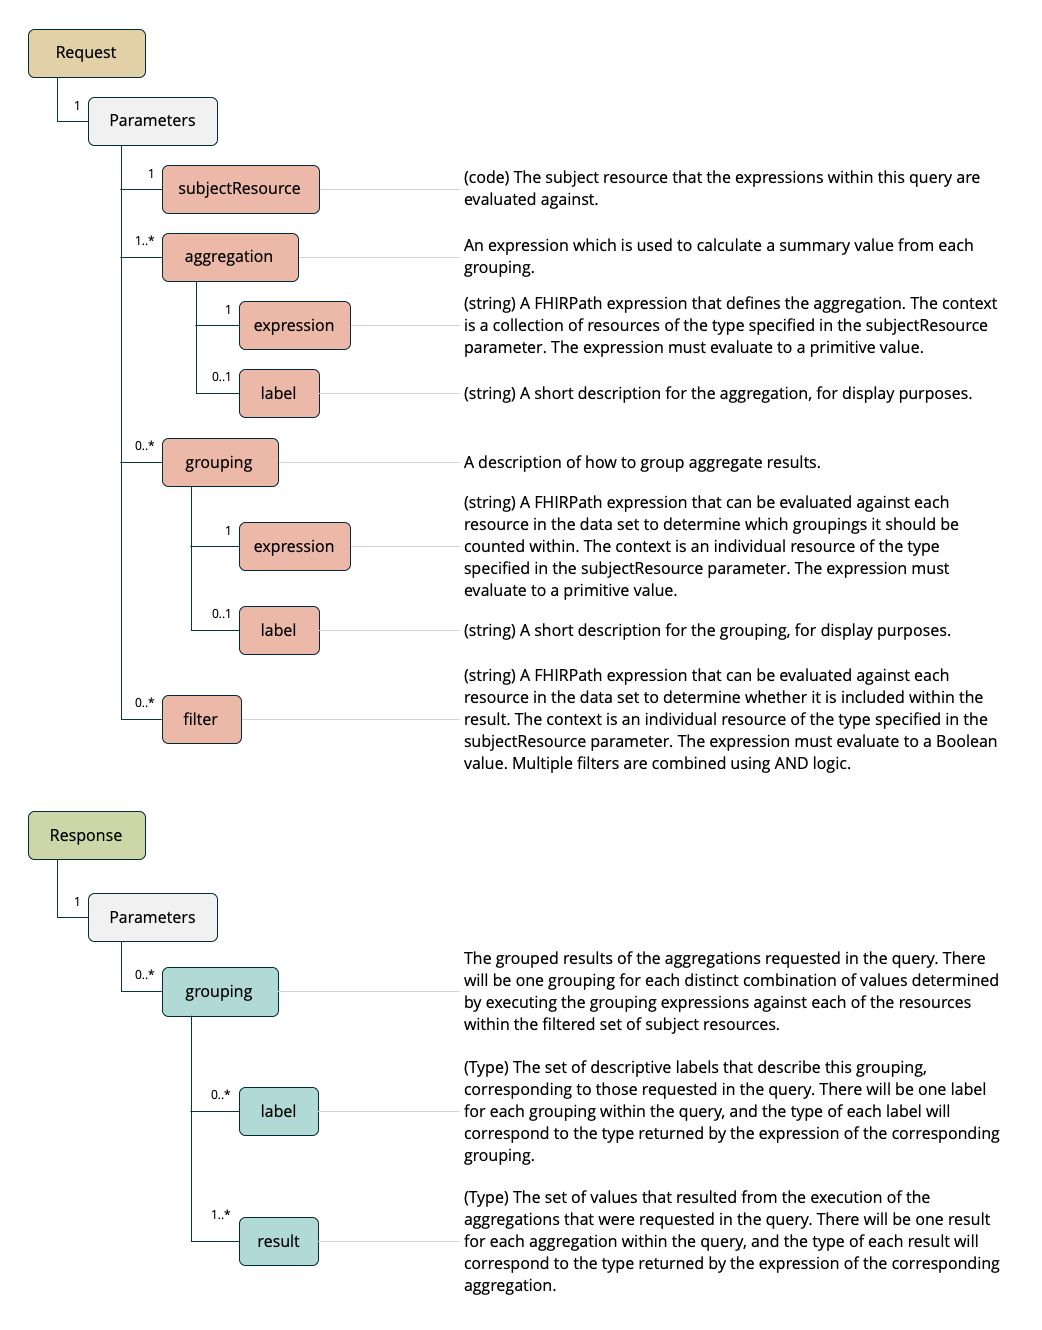 Request
1
Parameters
1
subjectResource
(code) The subject resource that the expressions within this query are
evaluated against.
1..*
aggregation
An expression which is used to calculate a summary value from each
grouping.
1
expression
(string) A FHIRPath expression that defines the aggregation. The context
is a collection of resources of the type specified in the subjectResource
parameter. The expression must evaluate to a primitive value.
0..1
label
(string) A short description for the aggregation, for display purposes.
0..*
grouping
A description of how to group aggregate results.
1
expression
(string) A FHIRPath expression that can be evaluated against each
resource in the data set to determine which groupings it should be
counted within. The context is an individual resource of the type
specified in the subjectResource parameter. The expression must
evaluate to a primitive value.
0..1
label
(string) A short description for the grouping, for display purposes.
0..*
filter
(string) A FHIRPath expression that can be evaluated against each
resource in the data set to determine whether it is included within the
result. The context is an individual resource of the type specified in the
subjectResource parameter. The expression must evaluate to a Boolean
value. Multiple filters are combined using AND logic.
Response
1
Parameters
0..*
grouping
The grouped results of the aggregations requested in the query. There
will be one grouping for each distinct combination of values determined
by executing the grouping expressions against each of the resources
within the filtered set of subject resources.
0..*
label
(Type) The set of descriptive labels that describe this grouping,
corresponding to those requested in the query. There will be one label
for each grouping within the query, and the type of each label will
correspond to the type returned by the expression of the corresponding
grouping.
1..*
result
(Type) The set of values that resulted from the execution of the
aggregations that were requested in the query. There will be one result
for each aggregation within the query, and the type of each result will
correspond to the type returned by the expression of the corresponding
aggregation.